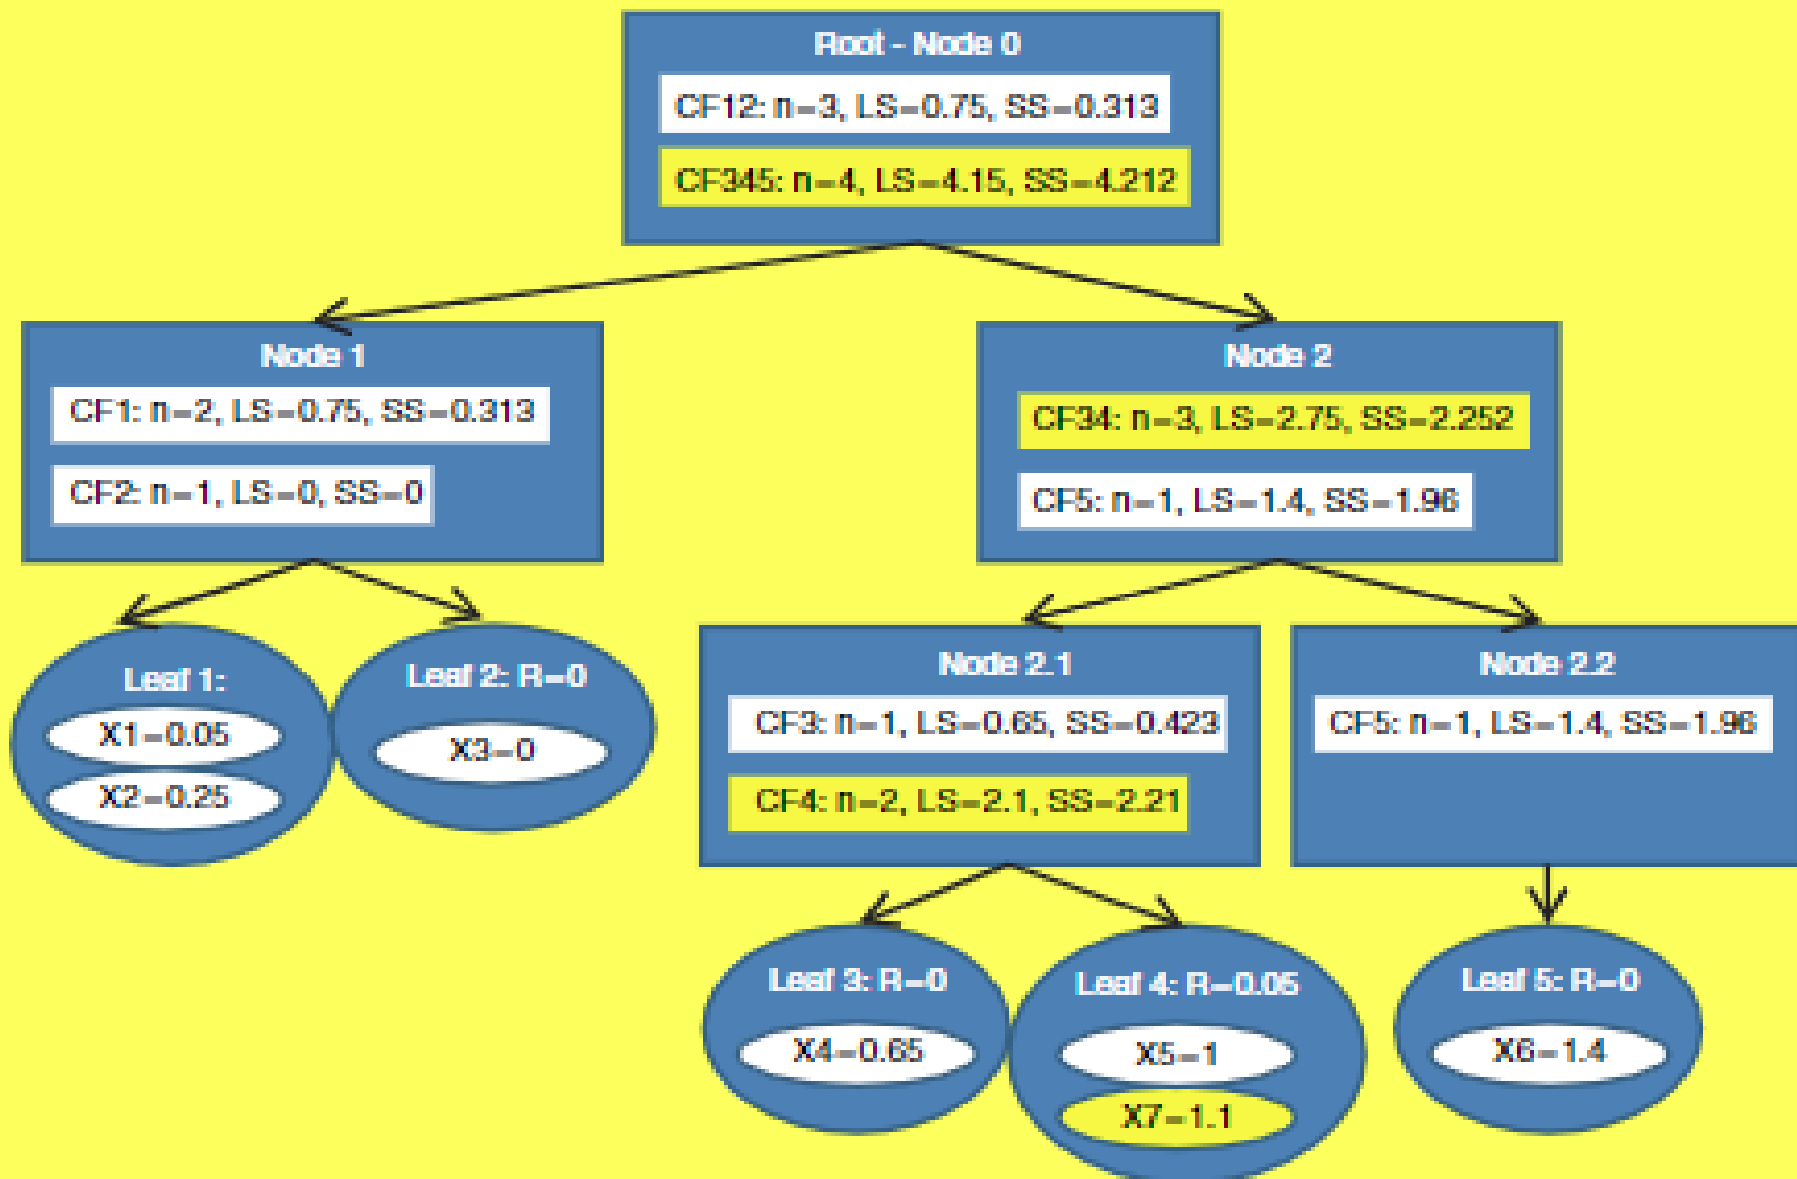 Root - Node 0
CF12: n=3, LS=0.75, SS=0.313
CF345: n=4, LS=4.15, SS=4.212
Node 1
CF1: n=2, LS=0.75, SS=0.313
CF2: n=1, LS=0, SS=0
Node 2
CF34: n=3, LS=2.75, SS=2.252
CF5: n=1, LS=1.4, SS=1.96
Leaf 1:
X1=0.05
X2=0.25
Leaf 2: R=0
X3=0
Node 2.1
CF3: n=1, LS=0.65, SS=0.423
CF4: n=2, LS=2.1, SS=2.21
Node 2.2
CF5: n=1, LS=1.4, SS=1.96
Leaf 3: R=0
X4=0.65
Leaf 4: R=0.05
X5=1
X7=1.1
Leaf 5: R=0
X6=1.4